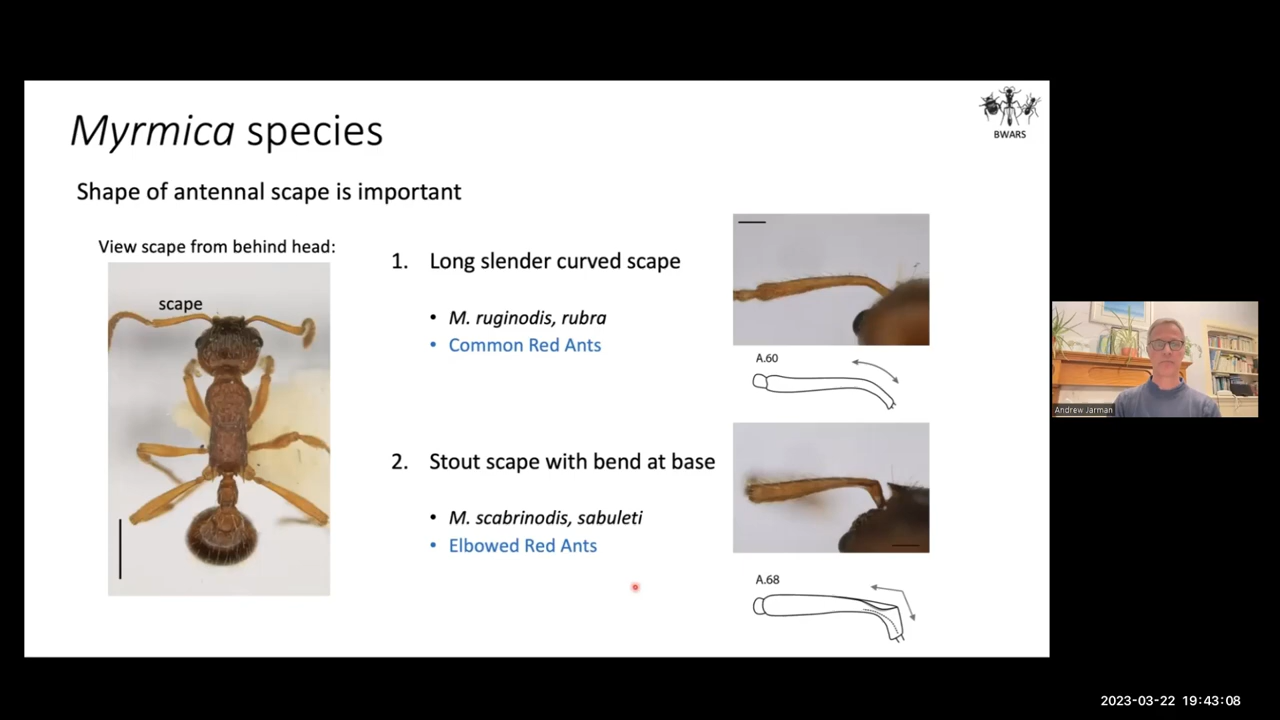 Myrmica species
BWARS
Shape of antennal scape is important
View scape from behind head:
scape
1. Long slender curved scape
• M. ruginodis, rubra
• Common Red Ants
A.60
2. Stout scape with bend at base
• M. scabrinodis, sabuleti
• Elbowed Red Ants
A.68
Andrew Jarman
2023-03-22 19:43:08